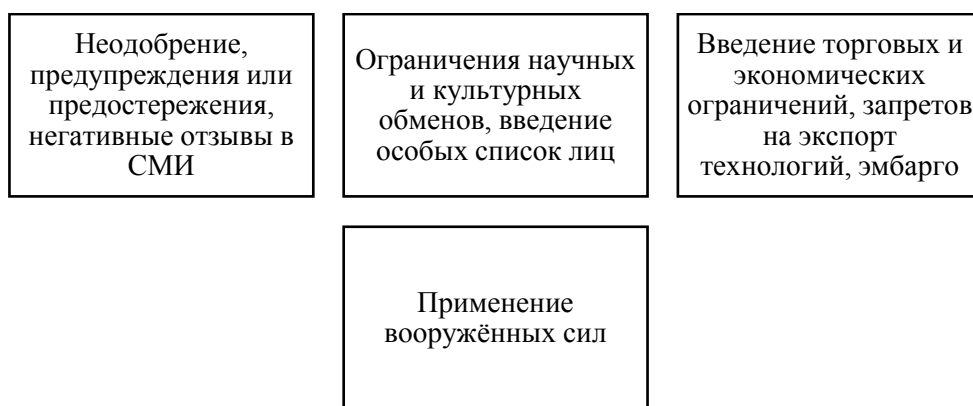 Неодобрение,
предупреждения или
предостережения,
негативные отзывы в
СМИ
Ограничения научных
и культурных
обменов, введение
особых список лиц
Введение торговых и
экономических
ограничений, запретов
на экспорт
технологий, эмбарго
Применение
вооружённых сил